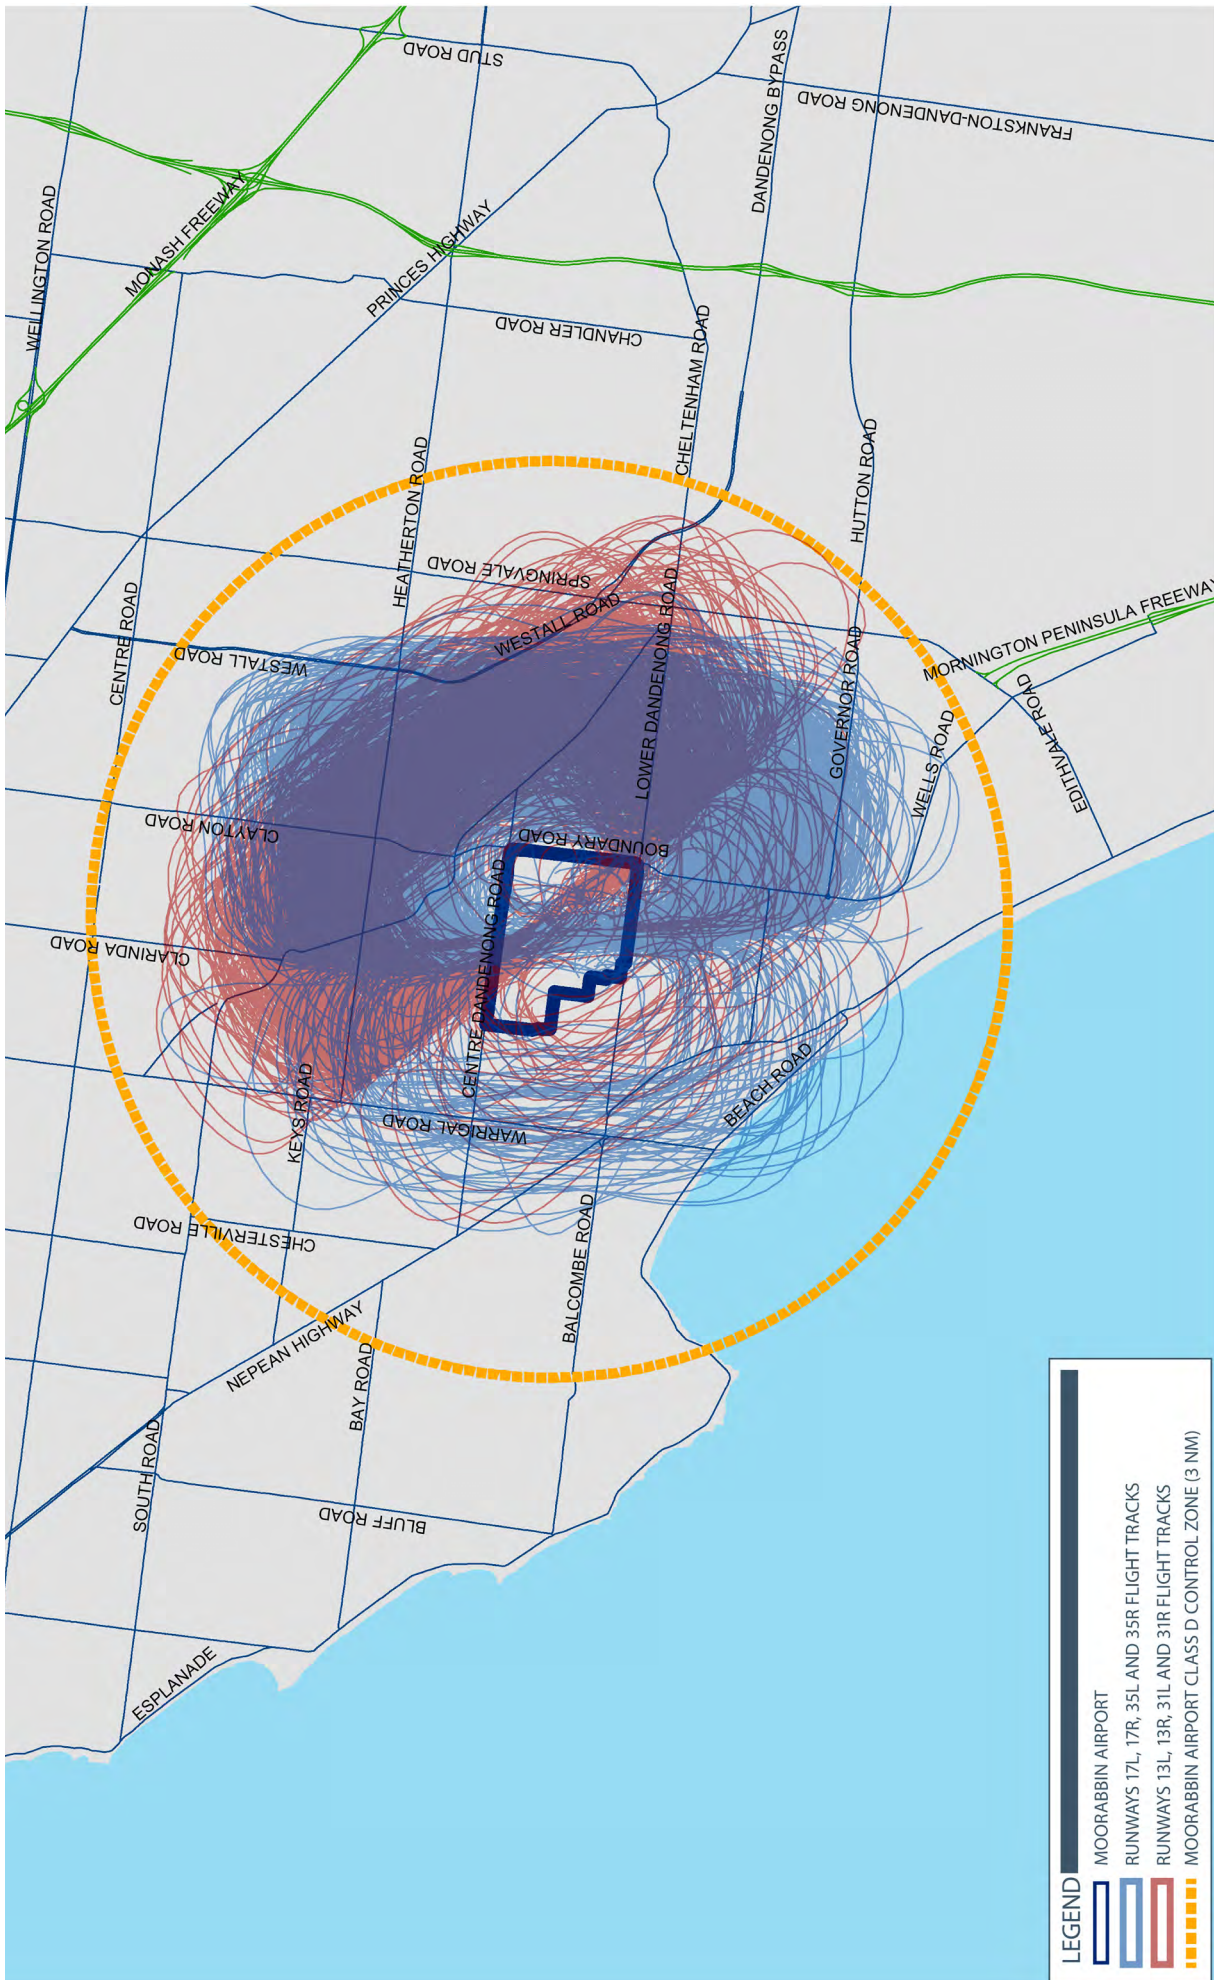 WELLINGTON ROAD
MONASH FREEWAY
STUD ROAD
PRINCES HIGHWAY
DANDENONG BYPASS
FRANKSTON-DANDENONG ROAD
CHANDLER ROAD
CHELTENHAM ROAD
HEATHERTON ROAD
HUTTON ROAD
SPRINGVALE ROAD
CENTRE ROAD
WESTALL ROAD
WESTALL ROAD
LOWER DANDENONG ROAD
GOVERNOR ROAD
MORNINGTON PENINSULA FREEWAY
WELLS ROAD
EDITHVALE ROAD
CLAYTON ROAD
BOUNDARY ROAD
CLARINDA ROAD
CENTRE DANDENONG ROAD
KEYS ROAD
WARRIGAL ROAD
BEACH ROAD
CHESTERVILLE ROAD
BALCOMBE ROAD
NEPEAN HIGHWAY
BAY ROAD
SOUTH ROAD
BLUFF ROAD
ESPLANADE
LEGEND
MOORABBIN AIRPORT
RUNWAYS 17L, 17R, 35L AND 35R FLIGHT TRACKS
RUNWAYS 13L, 13R, 31L AND 31R FLIGHT TRACKS
MOORABBIN AIRPORT CLASS D CONTROL ZONE (3 NM)